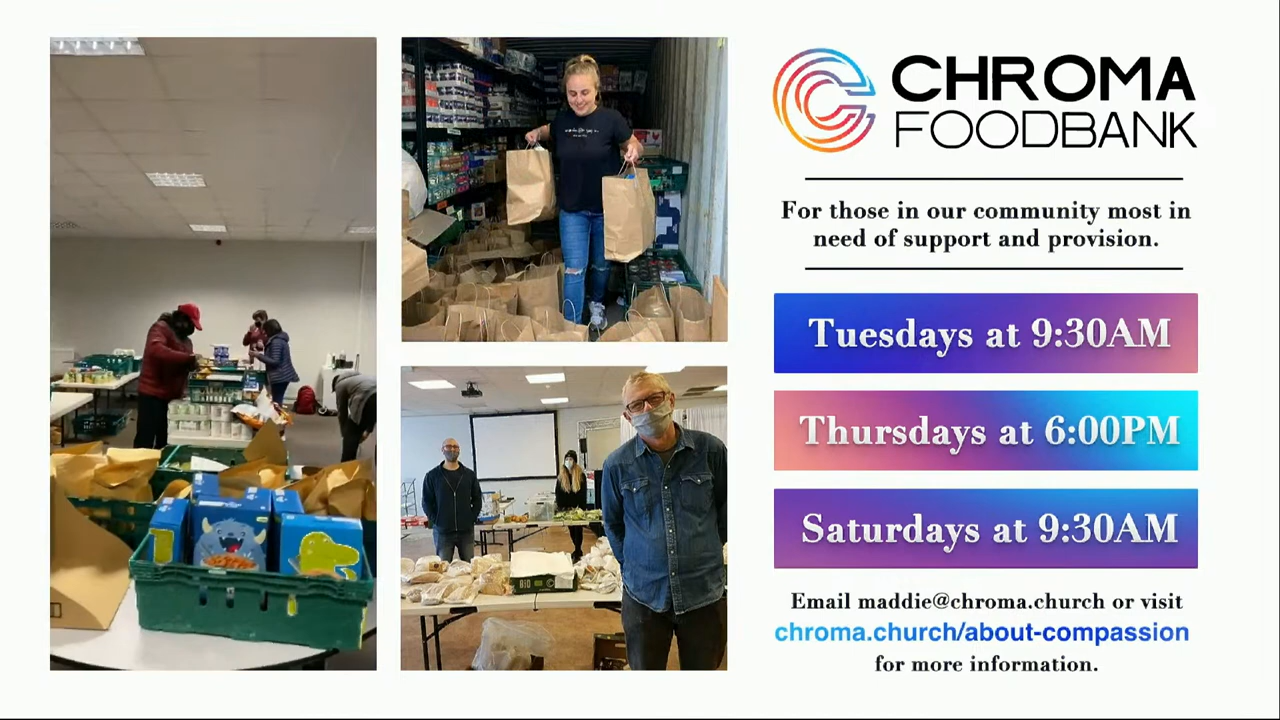 CHROMA
FOODBANK
For those in our community most in
need of support and provision.
Tuesdays at 9:30AM
Thursdays at 6:00PM
Saturdays at 9:30AM
Email maddie@chroma.church or visit
chroma.church/about-compassion
for more information.